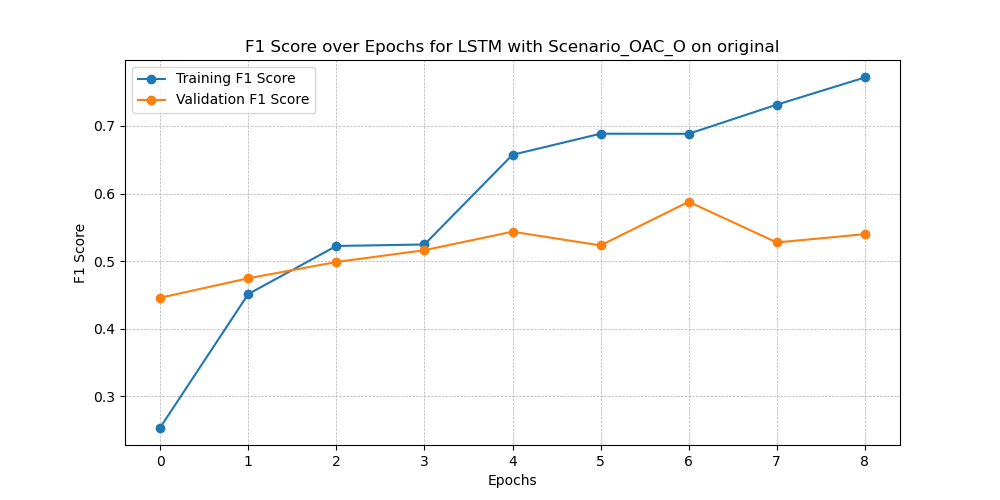 F1 Score over Epochs for LSTM with Scenario_OAC_O on original
Training F1 Score
Validation F1 Score
F1 Score
0.7
0.6
0.5
0.4
0.3
0 1 2 3 4 5 6 7 8
Epochs